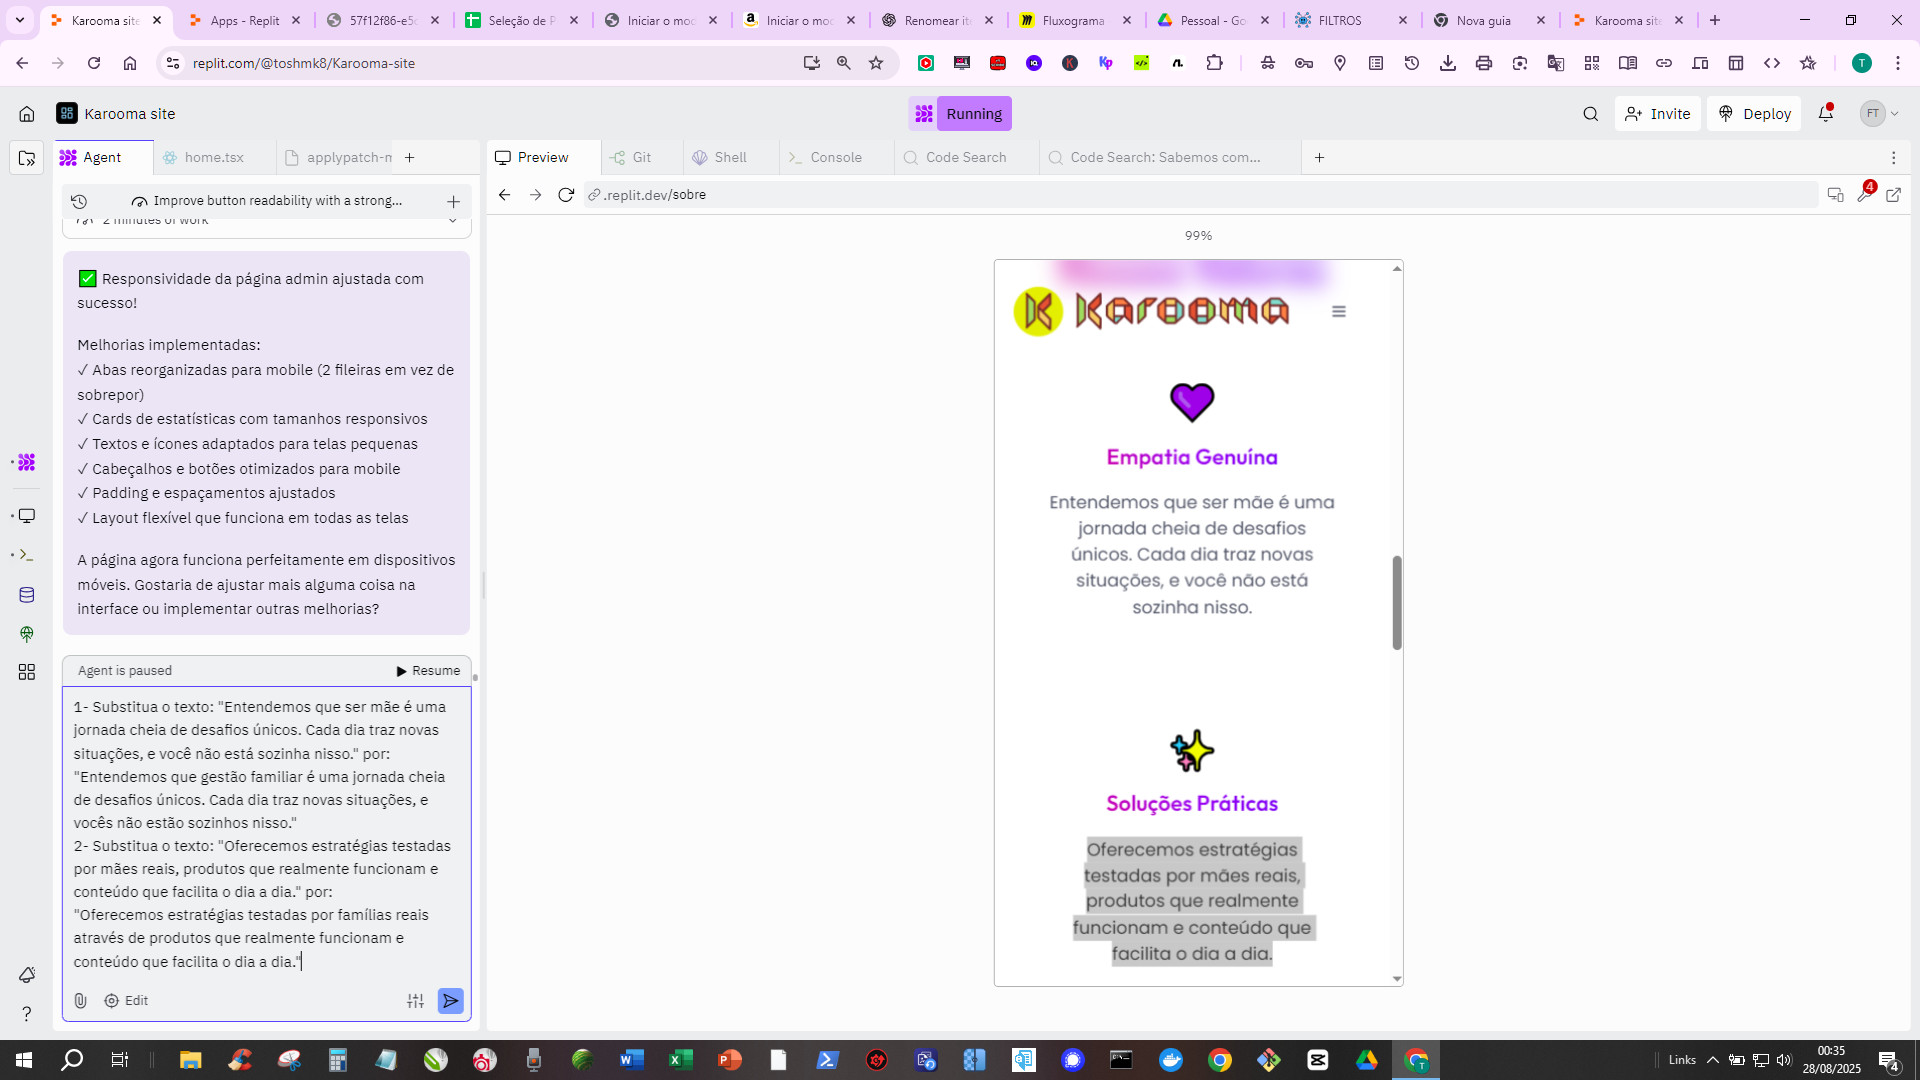 Karooma site
Apps - Replit
57f12f86-e5c
Seleção de P
Iniciar o moc
Iniciar o moc
Renomear ite
Fluxograma
Pessoal - Go
FILTROS
Nova guia
Karooma site
replit.com/@toshmk8/Karooma-site
Karooma site
Running
Invite
Deploy
FT
Agent
home.tsx
applypatch-n
Preview
Git
Shell
Console
Code Search
Code Search: Sabemos com...
Improve button readability with a strong...
.replit.dev/sobre
4
2 minutes of work
99%
✅ Responsividade da página admin ajustada com
sucesso!
Melhorias implementadas:
✓ Abas reorganizadas para mobile (2 fileiras em vez de
sobrepor)
✓ Cards de estatísticas com tamanhos responsivos
✓ Textos e ícones adaptados para telas pequenas
✓ Cabeçalhos e botões otimizados para mobile
✓ Padding e espaçamentos ajustados
✓ Layout flexível que funciona em todas as telas
A página agora funciona perfeitamente em dispositivos
móveis. Gostaria de ajustar mais alguma coisa na
interface ou implementar outras melhorias?
Agent is paused
Resume
1- Substitua o texto: "Entendemos que ser mãe é uma
jornada cheia de desafios únicos. Cada dia traz novas
situações, e você não está sozinha nisso." por:
"Entendemos que gestão familiar é uma jornada cheia
de desafios únicos. Cada dia traz novas situações, e
vocês não estão sozinhos nisso."
2- Substitua o texto: "Oferecemos estratégias testadas
por mães reais, produtos que realmente funcionam e
conteúdo que facilita o dia a dia." por:
"Oferecemos estratégias testadas por famílias reais
através de produtos que realmente funcionam e
conteúdo que facilita o dia a dia."
Edit
K Karooma
Empatia Genuína
Entendemos que ser mãe é uma
jornada cheia de desafios
únicos. Cada dia traz novas
situações, e você não está
sozinha nisso.
Soluções Práticas
Oferecemos estratégias
testadas por mães reais,
produtos que realmente
funcionam e conteúdo que
facilita o dia a dia.
Links
00:35
28/08/2025
4